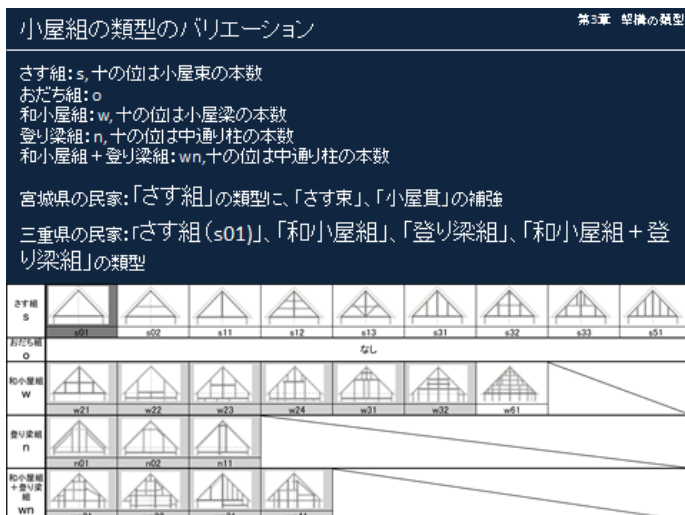 第3章 架構の類型
小屋組の類型のバリエーション
さす組:s,十の位は小屋束の本数
おだち組:o
和小屋組:w,十の位は小屋梁の本数
登り梁組:n,十の位は中通り柱の本数
和小屋組+登り梁組:wn,十の位は中通り柱の本数
宮城県の民家:「さす組」の類型に、「さす束」、「小屋貫」の補強
三重県の民家:「さす組(s01)」、「和小屋組」、「登り梁組」、「和小屋組+登
り梁組」の類型
さす組
s
s01 s02 s11 s12 s13 s31 s32 s33 s51
おだち組
o
なし
和小屋組
w
w21 w22 w23 w24 w31 w32 w61
登り梁組
n
n01 n02 n11
和小屋組
+登り梁
組
wn